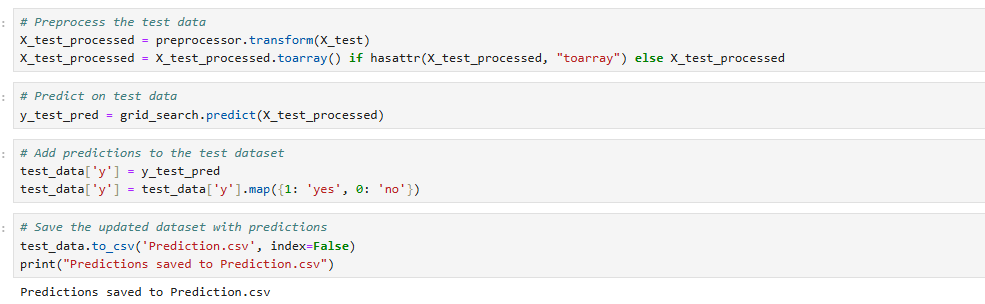 :
# Preprocess the test data
X_test_processed = preprocessor.transform(X_test)
X_test_processed = X_test_processed.toarray() if hasattr(X_test_processed, "toarray") else X_test_processed
:
# Predict on test data
y_test_pred = grid_search.predict(X_test_processed)
:
# Add predictions to the test dataset
test_data['y'] = y_test_pred
test_data['y'] = test_data['y'].map({1: 'yes', 0: 'no'})
:
# Save the updated dataset with predictions
test_data.to_csv('Prediction.csv', index=False)
print("Predictions saved to Prediction.csv")
Predictions saved to Prediction.csv